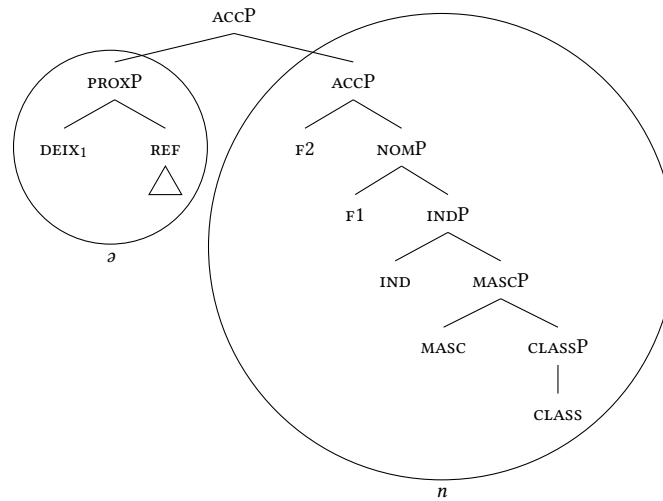 ACCP
PROXP ACCP
DEIX1 REF F2 NOMP
F1 INDP
ə
IND MASCP
MASC CLASSP
CLASS
n